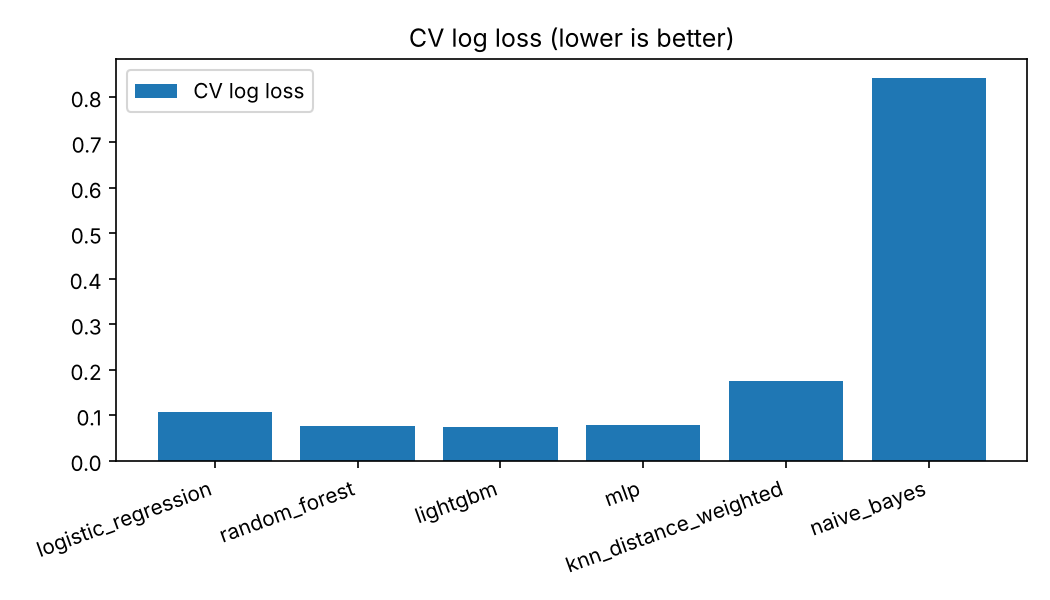 CV log loss (lower is better)
CV log loss
0.8
0.7
0.6
0.5
0.4
0.3
0.2
0.1
0.0
logistic_regression
random_forest
lightgbm
mlp
knn_distance_weighted
naive_bayes